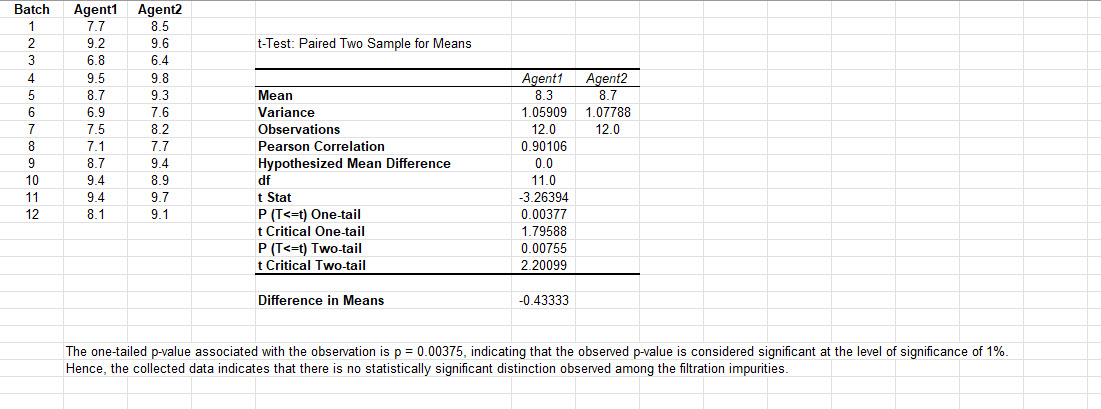 Batch Agent1 Agent2
1 7.7 8.5
2 9.2 9.6 t-Test: Paired Two Sample for Means
3 6.8 6.4
4 9.5 9.8 Agent1 Agent2
5 8.7 9.3 Mean 8.3 8.7
6 6.9 7.6 Variance 1.05909 1.07788
7 7.5 8.2 Observations 12.0 12.0
8 7.1 7.7 Pearson Correlation 0.90106
9 8.7 9.4 Hypothesized Mean Difference 0.0
10 9.4 8.9 df 11.0
11 9.4 9.7 t Stat -3.26394
12 8.1 9.1 P (T<=t) One-tail 0.00377
t Critical One-tail 1.79588
P (T<=t) Two-tail 0.00755
t Critical Two-tail 2.20099
Difference in Means -0.43333
The one-tailed p-value associated with the observation is p = 0.00375, indicating that the observed p-value is considered significant at the level of significance of 1%.
Hence, the collected data indicates that there is no statistically significant distinction observed among the filtration impurities.